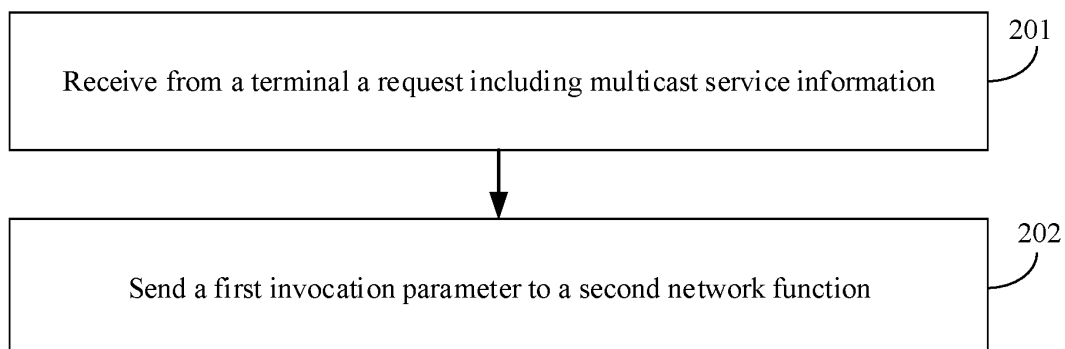 201
Receive from a terminal a request including multicast service information
202
Send a first invocation parameter to a second network function